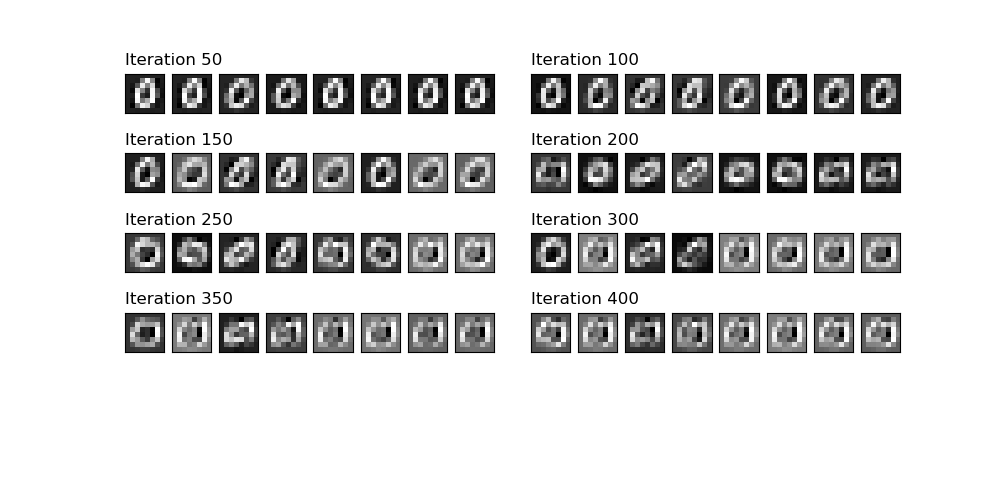 Iteration 50
Iteration 100
Iteration 150
Iteration 200
Iteration 250
Iteration 300
Iteration 350
Iteration 400